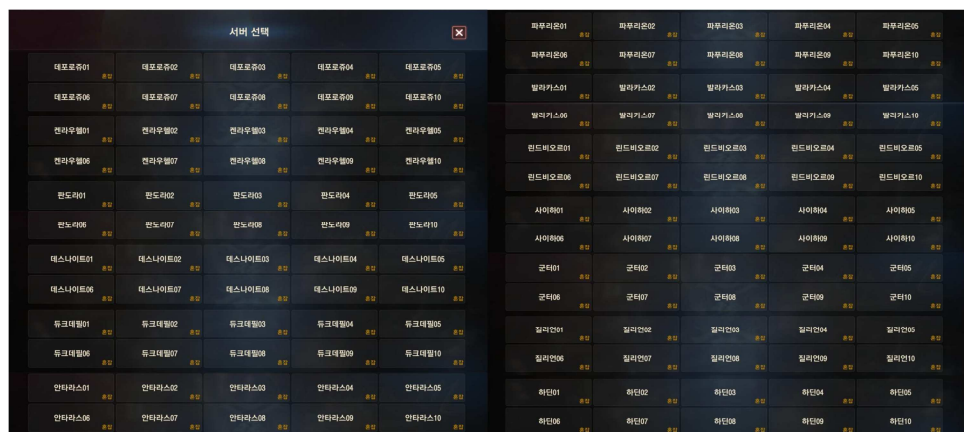 서버 선택
데포로쥬01 데포로쥬02 데포로쥬03 데포로쥬04 데포로쥬05
혼잡 혼잡 혼잡 혼잡 혼잡
데포로쥬06 데포로쥬07 데포로쥬08 데포로쥬09 데포로쥬10
혼잡 혼잡 혼잡 혼잡 혼잡
켄라우헬01 켄라우헬02 켄라우헬03 켄라우헬04 켄라우헬05
혼잡 혼잡 혼잡 혼잡 혼잡
켄라우헬06 켄라우헬07 켄라우헬08 켄라우헬09 켄라우헬10
혼잡 혼잡 혼잡 혼잡 혼잡
판도라01 판도라02 판도라03 판도라04 판도라05
혼잡 혼잡 혼잡 혼잡 혼잡
판도라06 판도라07 판도라08 판도라09 판도라10
혼잡 혼잡 혼잡 혼잡 혼잡
데스나이트01 데스나이트02 데스나이트03 데스나이트04 데스나이트05
혼잡 혼잡 혼잡 혼잡 혼잡
데스나이트06 데스나이트07 데스나이트08 데스나이트09 데스나이트10
혼잡 혼잡 혼잡 혼잡 혼잡
듀크데필01 듀크데필02 듀크데필03 듀크데필04 듀크데필05
혼잡 혼잡 혼잡 혼잡 혼잡
듀크데필06 듀크데필07 듀크데필08 듀크데필09 듀크데필10
혼잡 혼잡 혼잡 혼잡 혼잡
안타라스01 안타라스02 안타라스03 안타라스04 안타라스05
혼잡 혼잡 혼잡 혼잡 혼잡
안타라스06 안타라스07 안타라스08 안타라스09 안타라스10
혼잡 혼잡 혼잡 혼잡 혼잡
파푸리온01 파푸리온02 파푸리온03 파푸리온04 파푸리온05
혼잡 혼잡 혼잡 혼잡 혼잡
파푸리온06 파푸리온07 파푸리온08 파푸리온09 파푸리온10
혼잡 혼잡 혼잡 혼잡 혼잡
발라카스01 발라카스02 발라카스03 발라카스04 발라카스05
혼잡 혼잡 혼잡 혼잡 혼잡
발라카스06 발라카스07 발라카스08 발라카스09 발라카스10
혼잡 혼잡 혼잡 혼잡 혼잡
린드비오르01 린드비오르02 린드비오르03 린드비오르04 린드비오르05
혼잡 혼잡 혼잡 혼잡 혼잡
린드비오르06 린드비오르07 린드비오르08 린드비오르09 린드비오르10
혼잡 혼잡 혼잡 혼잡 혼잡
사이하01 사이하02 사이하03 사이하04 사이하05
혼잡 혼잡 혼잡 혼잡 혼잡
사이하06 사이하07 사이하08 사이하09 사이하10
혼잡 혼잡 혼잡 혼잡 혼잡
군터01 군터02 군터03 군터04 군터05
혼잡 혼잡 혼잡 혼잡 혼잡
군터06 군터07 군터08 군터09 군터10
혼잡 혼잡 혼잡 혼잡 혼잡
질리언01 질리언02 질리언03 질리언04 질리언05
혼잡 혼잡 혼잡 혼잡 혼잡
질리언06 질리언07 질리언08 질리언09 질리언10
혼잡 혼잡 혼잡 혼잡 혼잡
하딘01 하딘02 하딘03 하딘04 하딘05
혼잡 혼잡 혼잡 혼잡 혼잡
하딘06 하딘07 하딘08 하딘09 하딘10
혼잡 혼잡 혼잡 혼잡 혼잡